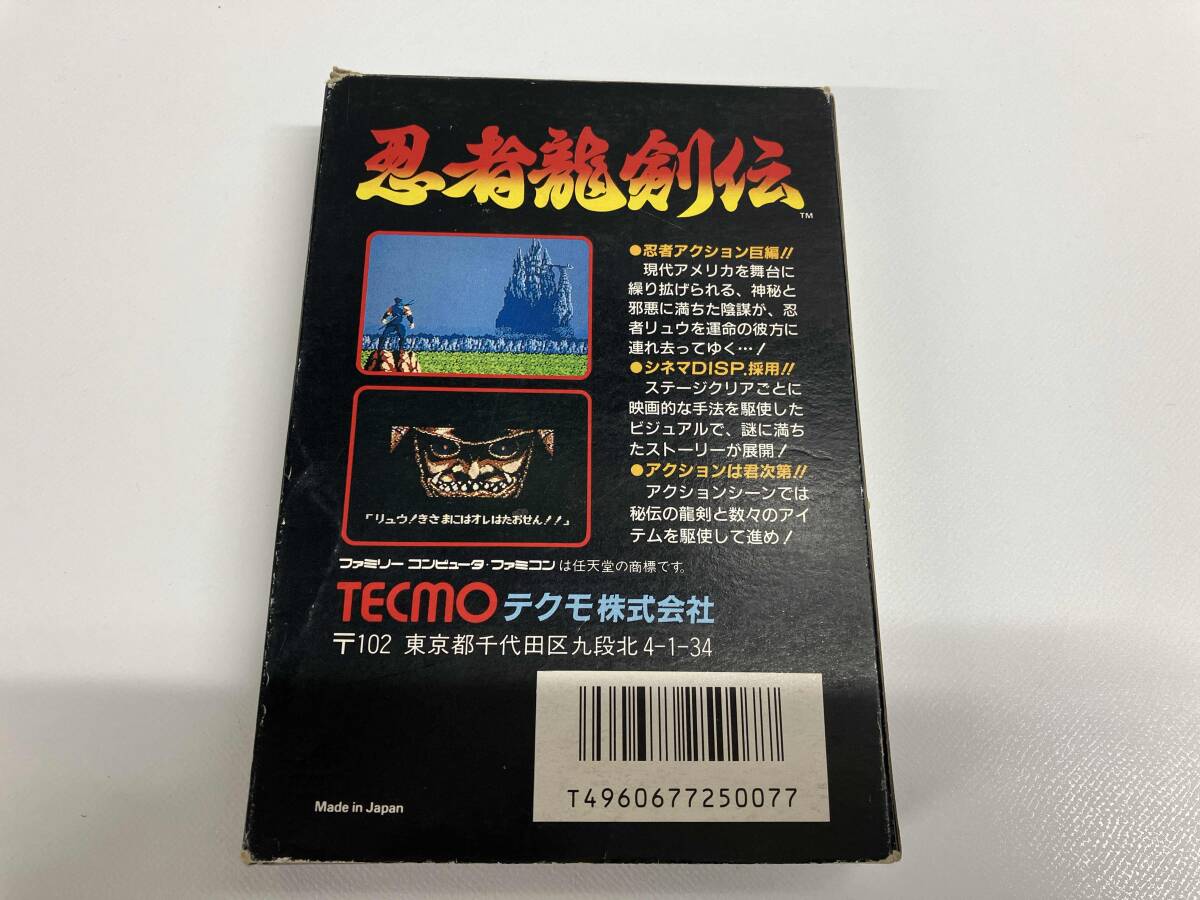 忍者龍剣伝
TM
●忍者アクション巨編!!
現代アメリカを舞台に
繰り拡げられる、神秘と
邪悪に満ちた陰謀が、忍
者リュウを運命の彼方に
連れ去ってゆく…!
●シネマDISP.採用!!
ステージクリアごとに
映画的な手法を駆使した
ビジュアルで、謎に満ち
たストーリーが展開!
●アクションは君次第!!
アクションシーンでは
秘伝の龍剣と数々のアイ
テムを駆使して進め!
「リュウ!きさまにはオレはたおせん!!」
ファミリーコンピュータ・ファミコンは任天堂の商標です。
TECMO テクモ株式会社
〒102 東京都千代田区九段北4-1-34
T4960677250077
Made in Japan